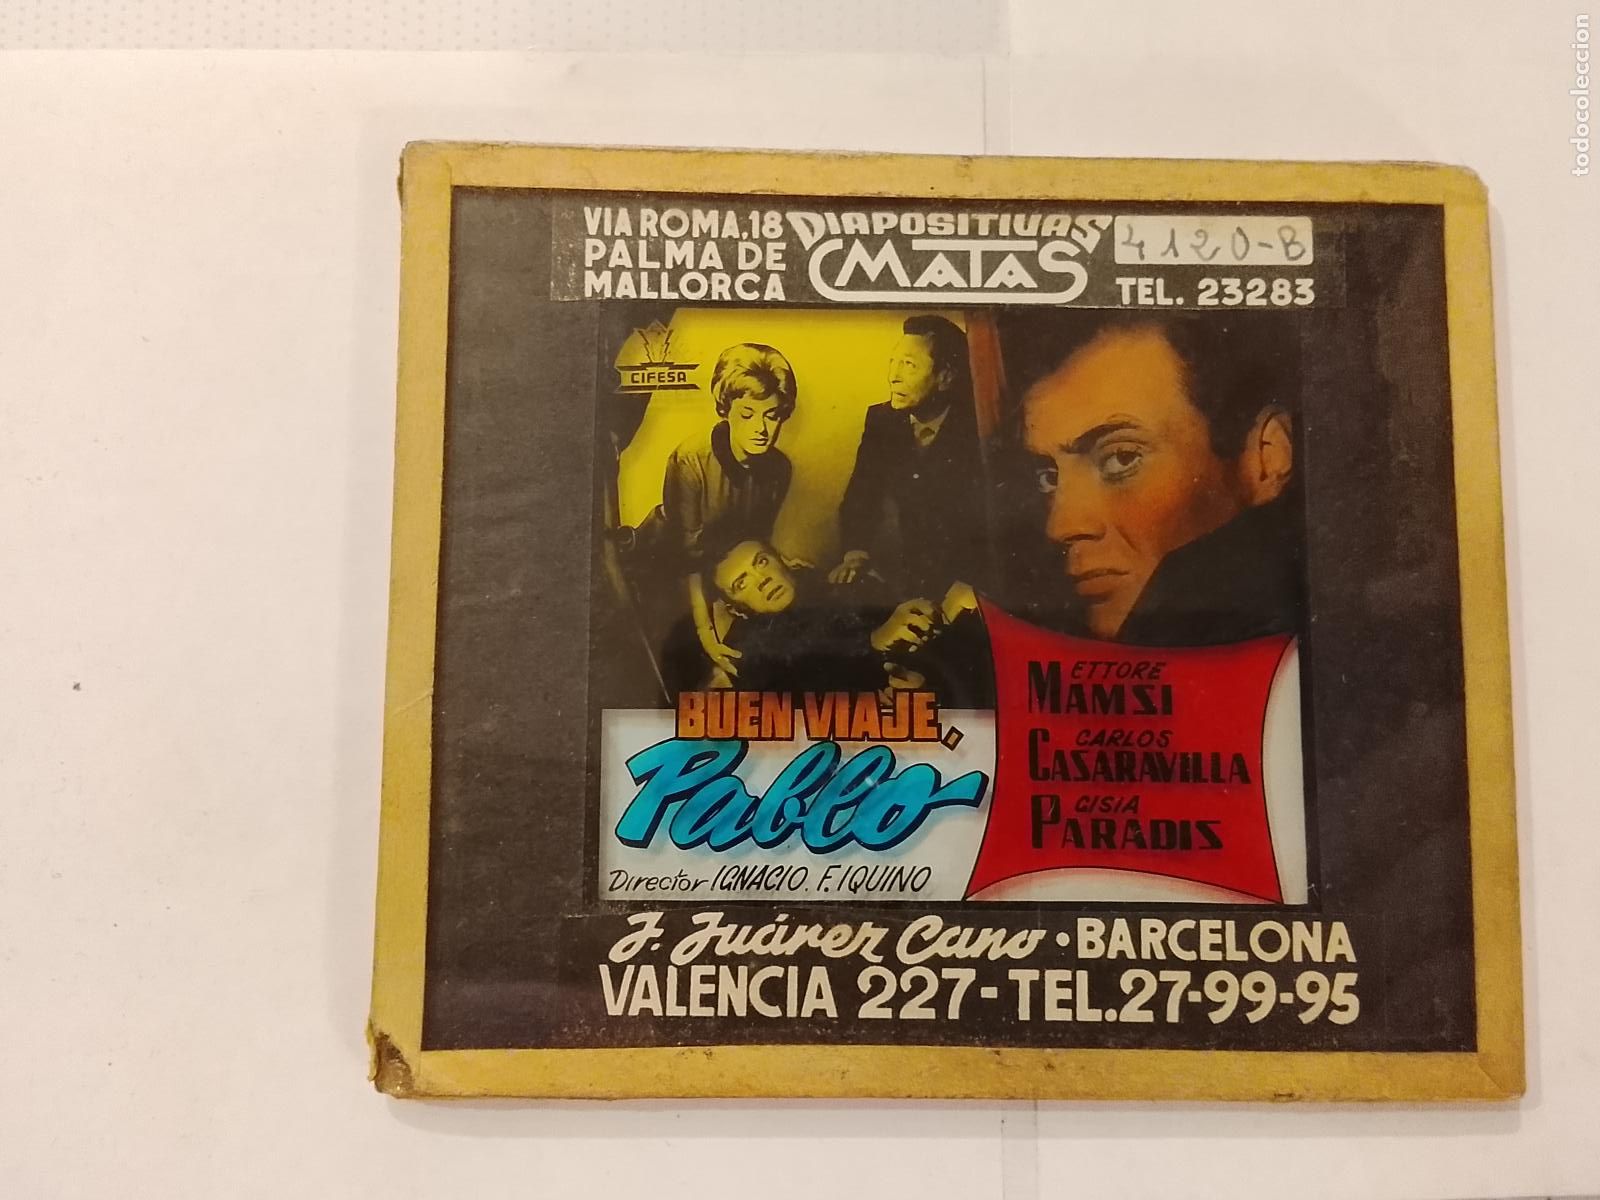 VIA ROMA, 18
PALMA DE
MALLORCA
DIAPOSITIVAS
MATAS
4120-B
TEL. 23283
CIFESA
BUEN VIAJE,
Pablo
Director IGNACIO. F. IQUINO
ETTORE
MAMSI
CARLOS
CASARAVILLA
GISIA
PARADIS
J. Juárez Cano • BARCELONA
VALENCIA 227 - TEL. 27-99-95
todocoleccion